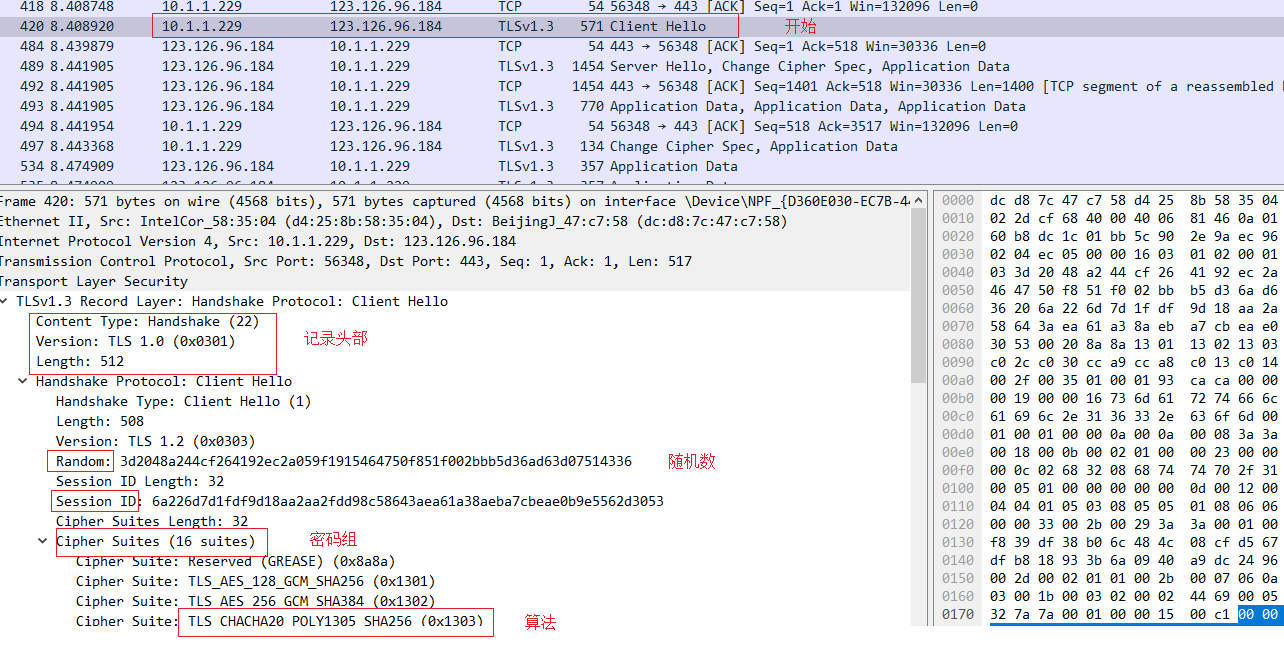 418 8.408748 10.1.1.229 123.126.96.184 TCP 54 56348 → 443 [ACK] Seq=1 Ack=1 Win=132096 Len=0
420 8.408920 10.1.1.229 123.126.96.184 TLSv1.3 571 Client Hello 开始
484 8.439879 123.126.96.184 10.1.1.229 TCP 54 443 → 56348 [ACK] Seq=1 Ack=518 Win=30336 Len=0
489 8.441905 123.126.96.184 10.1.1.229 TLSv1.3 1454 Server Hello, Change Cipher Spec, Application Data
492 8.441905 123.126.96.184 10.1.1.229 TCP 1454 443 → 56348 [ACK] Seq=1401 Ack=518 Win=30336 Len=1400 [TCP segment of a reassembled
493 8.441905 123.126.96.184 10.1.1.229 TLSv1.3 770 Application Data, Application Data, Application Data
494 8.441954 10.1.1.229 123.126.96.184 TCP 54 56348 → 443 [ACK] Seq=518 Ack=3517 Win=132096 Len=0
497 8.443368 10.1.1.229 123.126.96.184 TLSv1.3 134 Change Cipher Spec, Application Data
534 8.474909 123.126.96.184 10.1.1.229 TLSv1.3 357 Application Data
Frame 420: 571 bytes on wire (4568 bits), 571 bytes captured (4568 bits) on interface \Device\NPF_{D360E030-EC7B-4
Ethernet II, Src: IntelCor_58:35:04 (d4:25:8b:58:35:04), Dst: BeijingJ_47:c7:58 (dc:d8:7c:47:c7:58)
Internet Protocol Version 4, Src: 10.1.1.229, Dst: 123.126.96.184
Transmission Control Protocol, Src Port: 56348, Dst Port: 443, Seq: 1, Ack: 1, Len: 517
Transport Layer Security
TLSv1.3 Record Layer: Handshake Protocol: Client Hello
Content Type: Handshake (22)
Version: TLS 1.0 (0x0301) 记录头部
Length: 512
Handshake Protocol: Client Hello
Handshake Type: Client Hello (1)
Length: 508
Version: TLS 1.2 (0x0303)
Random: 3d2048a244cf264192ec2a059f1915464750f851f002bbb5d36ad63d07514336 随机数
Session ID Length: 32
Session ID: 6a226d7d1fdf9d18aa2aa2fdd98c58643aea61a38aeba7cbeae0b9e5562d3053
Cipher Suites Length: 32
Cipher Suites (16 suites) 密码组
Cipher Suite: Reserved (GREASE) (0x8a8a)
Cipher Suite: TLS_AES_128_GCM_SHA256 (0x1301)
Cipher Suite: TLS_AES_256_GCM_SHA384 (0x1302)
Cipher Suite: TLS_CHACHA20_POLY1305_SHA256 (0x1303) 算法
0000 dc d8 7c 47 c7 58 d4 25 8b 58 35 04
0010 02 2d cf 68 40 00 40 06 81 46 0a 01
0020 60 b8 dc 1c 01 bb 5c 90 2e 9a ec 96
0030 02 04 ec 05 00 00 16 03 01 02 00 01
0040 03 3d 20 48 a2 44 cf 26 41 92 ec 2a
0050 46 47 50 f8 51 f0 02 bb b5 d3 6a d6
0060 36 20 6a 22 6d 7d 1f df 9d 18 aa 2a
0070 58 64 3a ea 61 a3 8a eb a7 cb ea e0
0080 30 53 00 20 8a 8a 13 01 13 02 13 03
0090 c0 2c c0 30 cc a9 cc a8 c0 13 c0 14
00a0 00 2f 00 35 01 00 01 93 ca ca 00 00
00b0 00 19 00 00 16 73 6d 61 72 74 66 6c
00c0 61 69 6c 2e 31 36 33 2e 63 6f 6d 00
00d0 01 00 01 00 00 0a 00 0a 00 08 3a 3a
00e0 00 18 00 0b 00 02 01 00 00 23 00 00
00f0 00 0c 02 68 32 08 68 74 74 70 2f 31
0100 00 05 01 00 00 00 00 00 0d 00 12 00
0110 04 04 01 05 03 08 05 05 01 08 06 06
0120 00 00 33 00 2b 00 29 3a 3a 00 01 00
0130 f8 39 df 38 b0 6c 48 4c 08 cf d5 67
0140 df b8 18 93 3b 6a 09 40 a9 dc 24 96
0150 00 2d 00 02 01 01 00 2b 00 07 06 0a
0160 03 00 1b 00 03 02 00 02 44 69 00 05
0170 32 7a 7a 00 01 00 00 15 00 c1 00 00